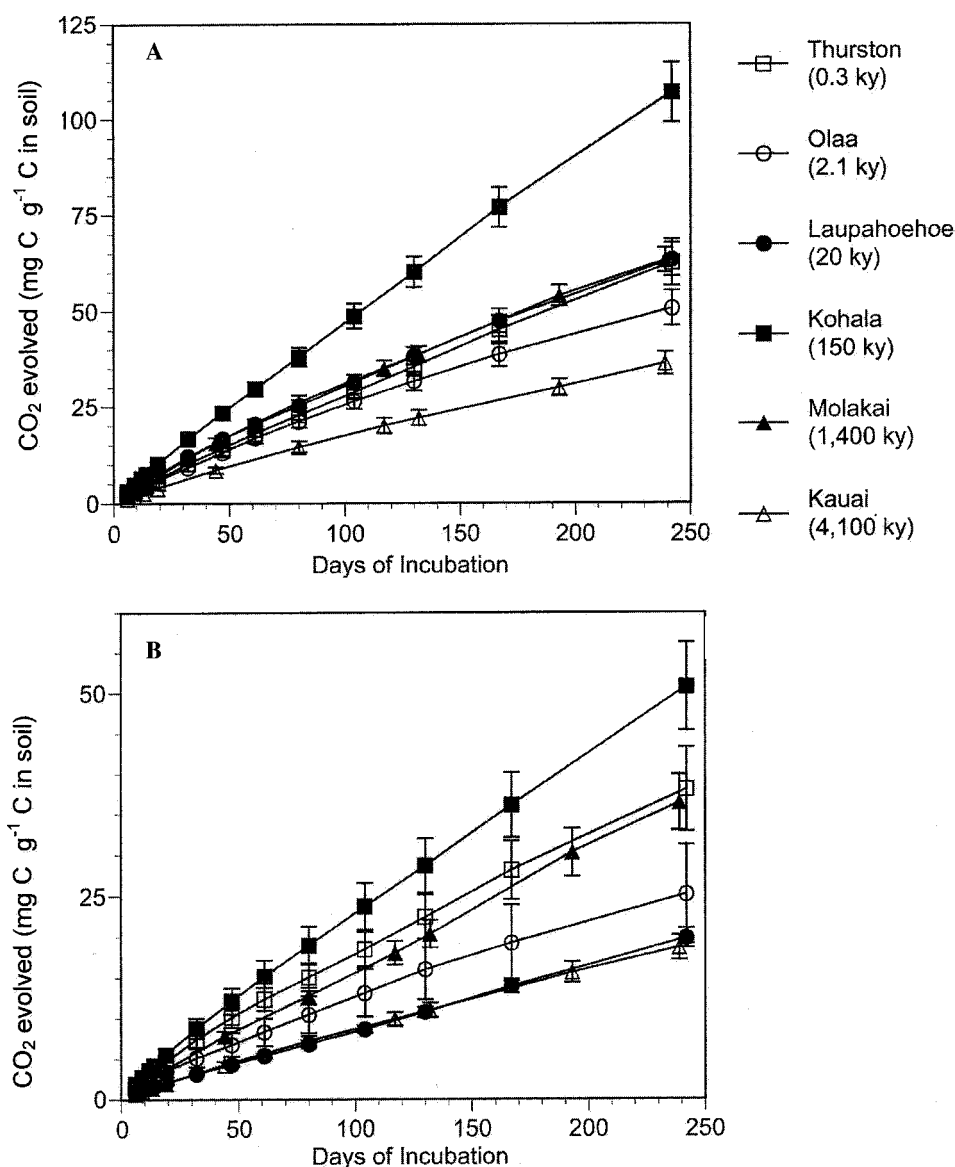 A
125
100
75
50
25
0
CO₂ evolved (mg C g⁻¹ C in soil)
0 50 100 150 200 250
Days of Incubation
Thurston
(0.3 ky)
Olaa
(2.1 ky)
Laupahoehoe
(20 ky)
Kohala
(150 ky)
Molakai
(1,400 ky)
Kauai
(4,100 ky)
B
50
25
0
CO₂ evolved (mg C g⁻¹ C in soil)
0 50 100 150 200 250
Days of Incubation